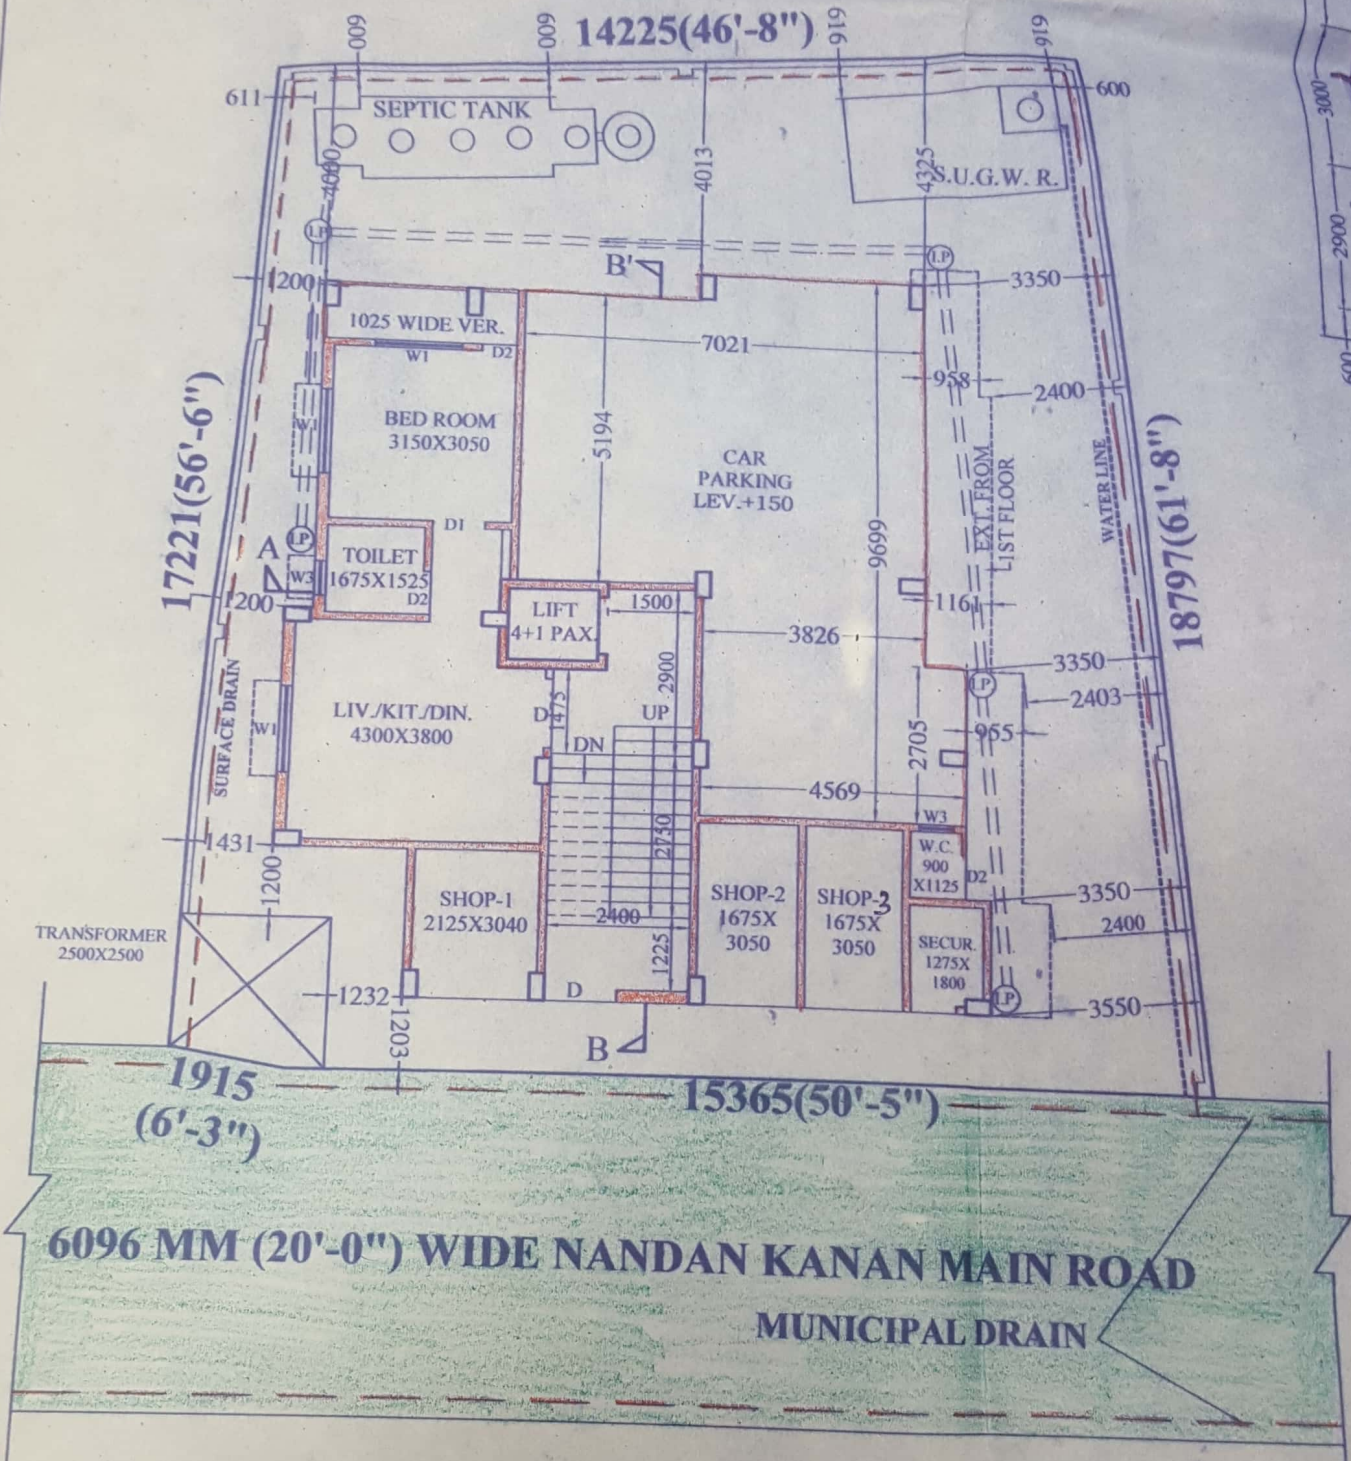 600
600
14225(46'-8")
919
919
611
SEPTIC TANK
600
3000
4000
4013
4325
S.U.G.W. R.
I.P
I.P
2900
B'
1200
3350
1025 WIDE VER.
W1
D2
7021
958
2400
600
17221(56'-6")
W1
BED ROOM
3150X3050
5194
CAR
PARKING
LEV.+150
9699
EXT. FROM
1ST FLOOR
WATER LINE
18797(61'-8")
D1
A
I.P
W3
TOILET
1675X1525
D2
1200
LIFT
4+1 PAX.
1500
1161
3826
2900
3350
I.P
2403
SURFACE DRAIN
W1
LIV./KIT./DIN.
4300X3800
D
1475
UP
DN
2705
955
4569
1431
1200
2750
W3
W.C.
900
X1125
D2
3350
SHOP-1
2125X3040
2400
SHOP-2
1675X
3050
SHOP-3
1675X
3050
SECUR.
1275X
1800
2400
TRANSFORMER
2500X2500
1225
1232
D
I.P
3550
1203
B
1915
(6'-3")
15365(50'-5")
6096 MM (20'-0") WIDE NANDAN KANAN MAIN ROAD
MUNICIPAL DRAIN